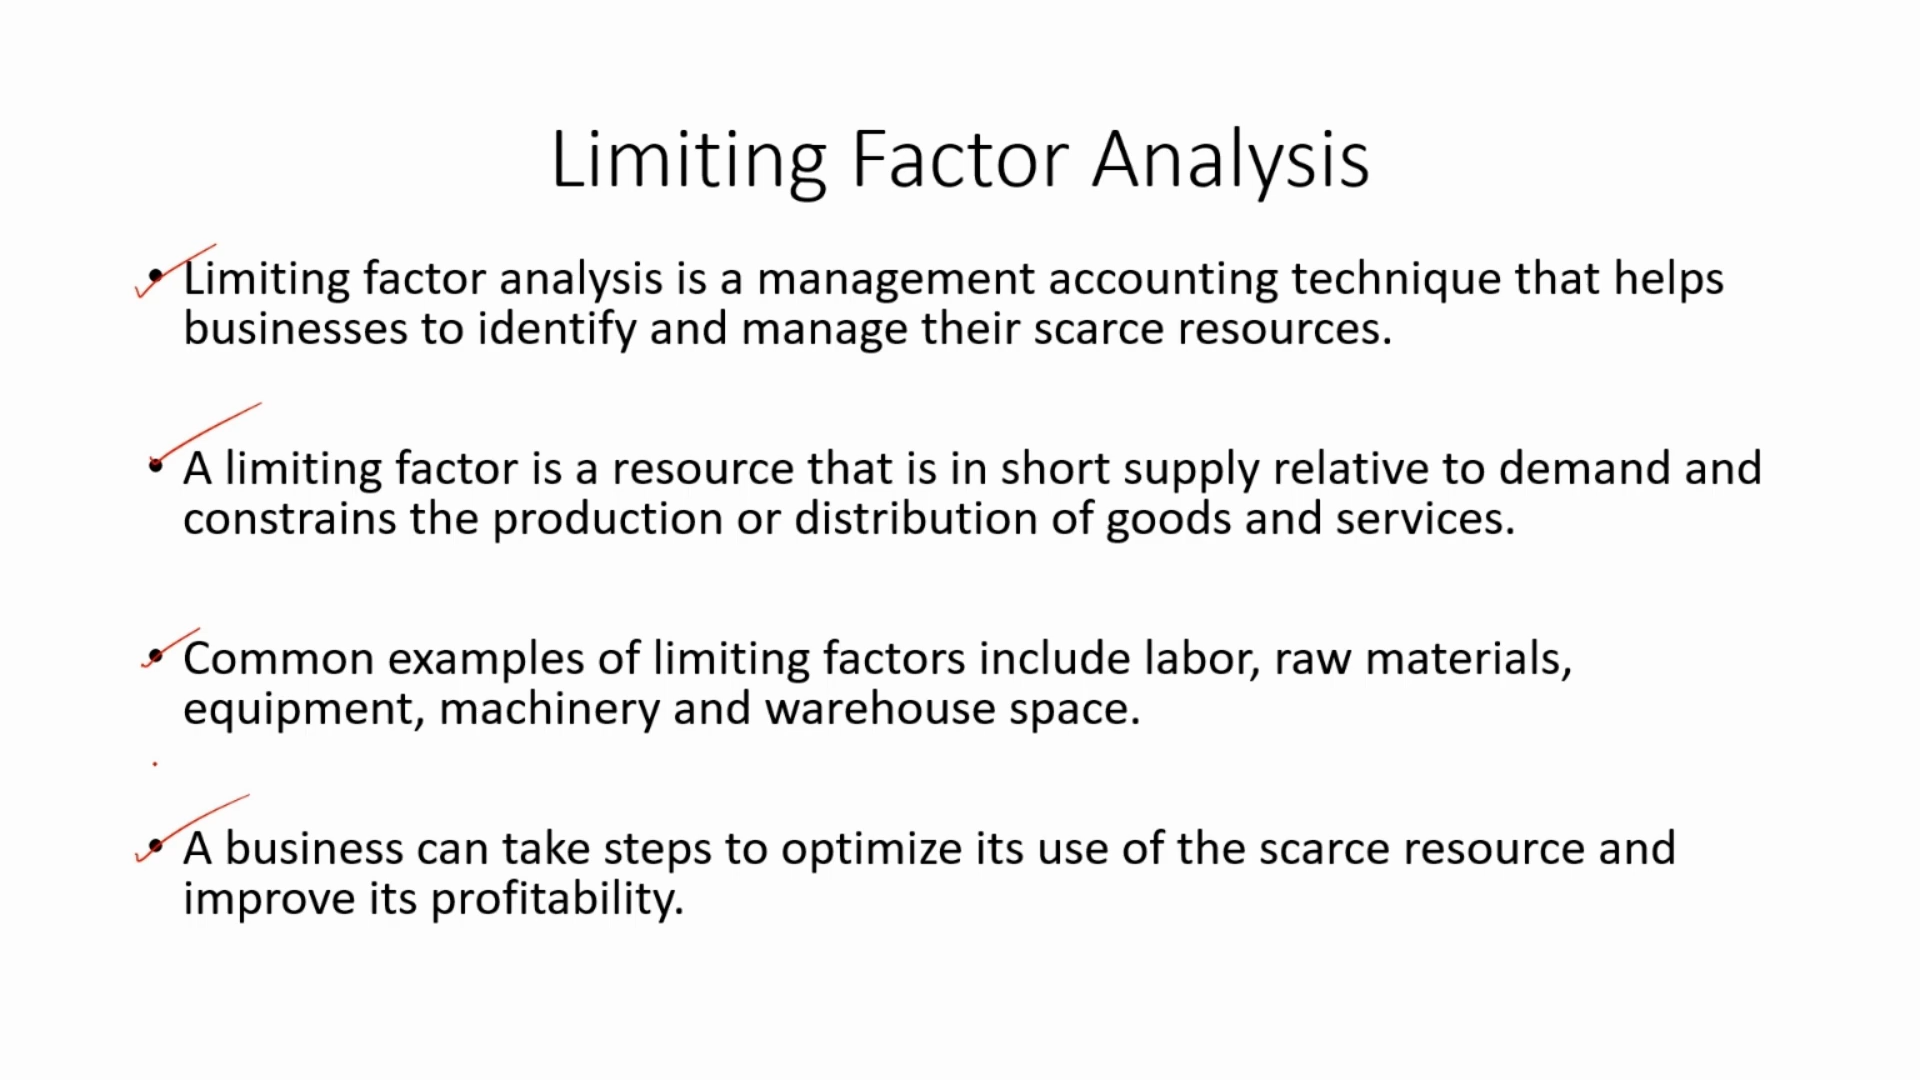 Limiting Factor Analysis
• Limiting factor analysis is a management accounting technique that helps
businesses to identify and manage their scarce resources.
• A limiting factor is a resource that is in short supply relative to demand and
constrains the production or distribution of goods and services.
• Common examples of limiting factors include labor, raw materials,
equipment, machinery and warehouse space.
• A business can take steps to optimize its use of the scarce resource and
improve its profitability.